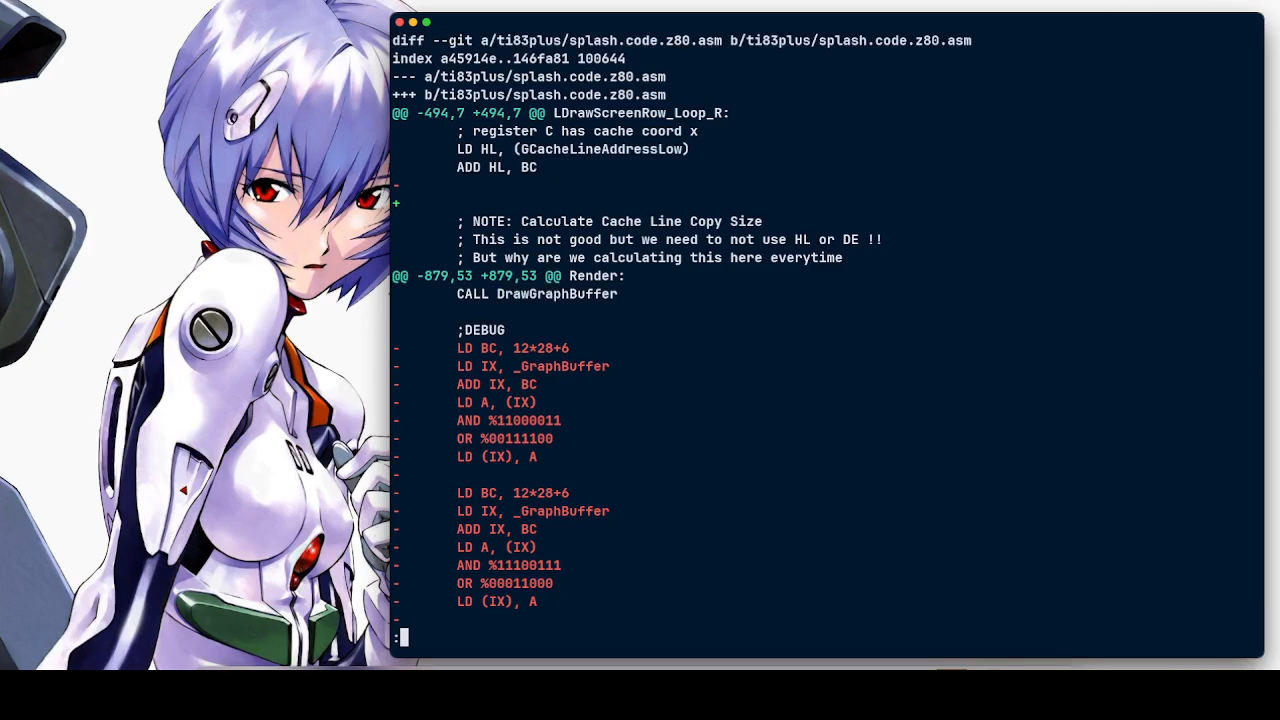 diff --git a/ti83plus/splash.code.z80.asm b/ti83plus/splash.code.z80.asm
index a45914e..146fa81 100644
--- a/ti83plus/splash.code.z80.asm
+++ b/ti83plus/splash.code.z80.asm
@@ -494,7 +494,7 @@ LDrawScreenRow_Loop_R:
        ; register C has cache coord x
        LD HL, (GCacheLineAddressLow)
        ADD HL, BC
-
+
        ; NOTE: Calculate Cache Line Copy Size
        ; This is not good but we need to not use HL or DE !!
        ; But why are we calculating this here everytime
@@ -879,53 +879,53 @@ Render:
        CALL DrawGraphBuffer
        ;DEBUG
-       LD BC, 12*28+6
-       LD IX, _GraphBuffer
-       ADD IX, BC
-       LD A, (IX)
-       AND %11000011
-       OR %00111100
-       LD (IX), A
-
-       LD BC, 12*28+6
-       LD IX, _GraphBuffer
-       ADD IX, BC
-       LD A, (IX)
-       AND %11100111
-       OR %00011000
-       LD (IX), A
-
:
00